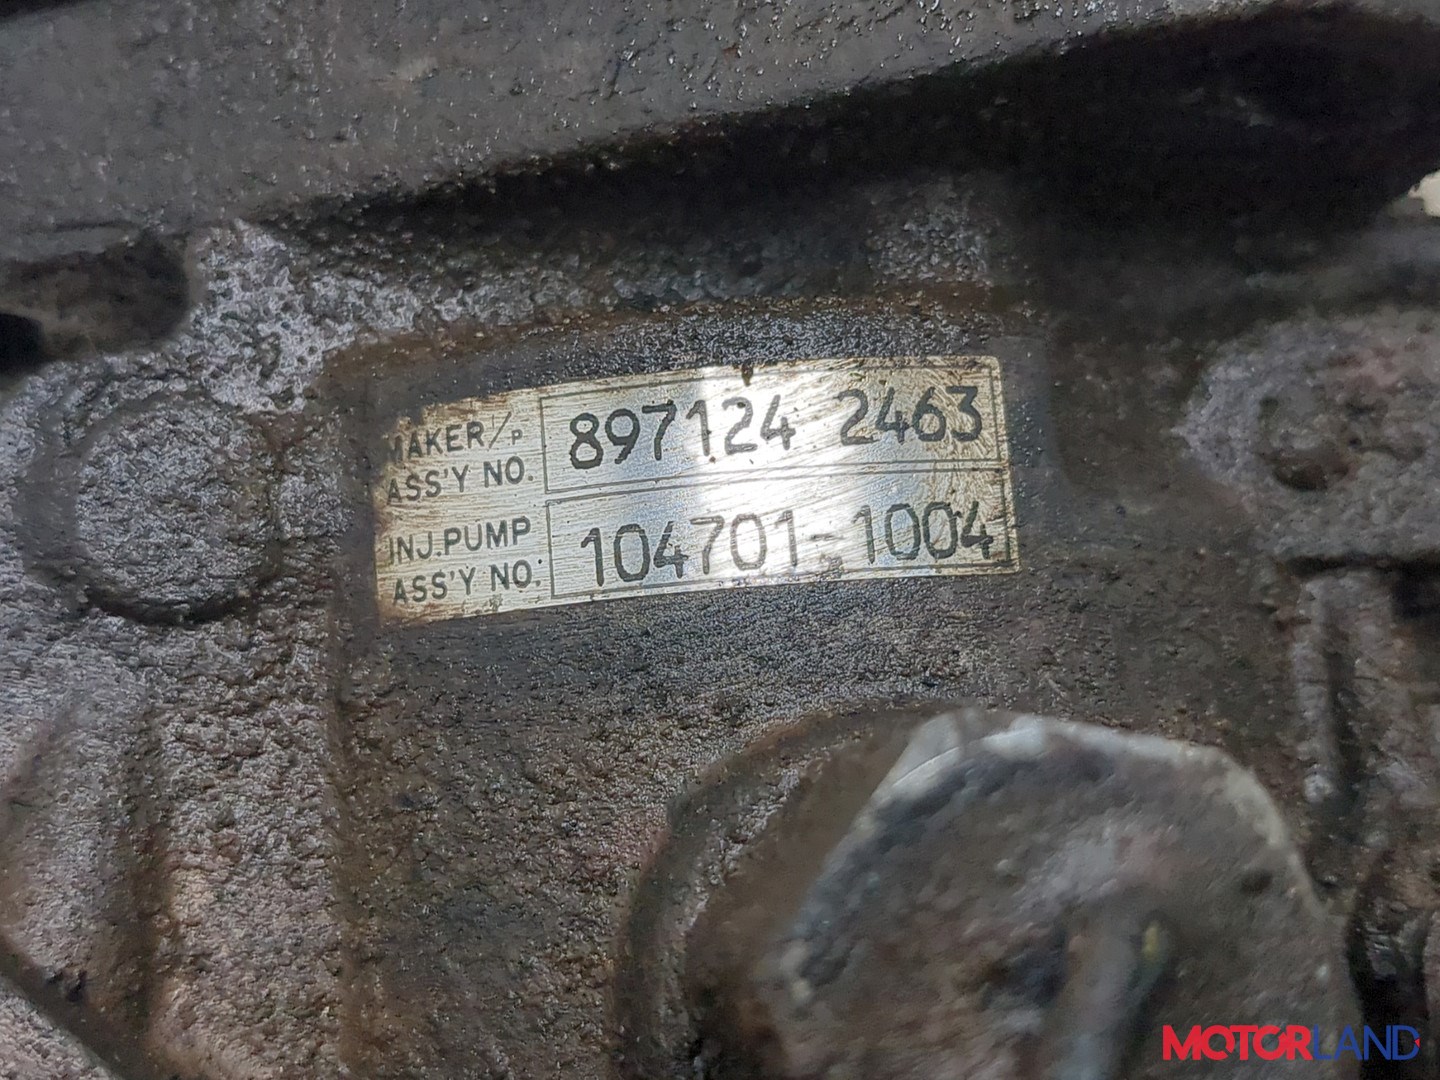 MAKER I/P
ASS'Y NO.
897124 2463
INJ.PUMP
ASS'Y NO.
104701-1004
MOTORLAND